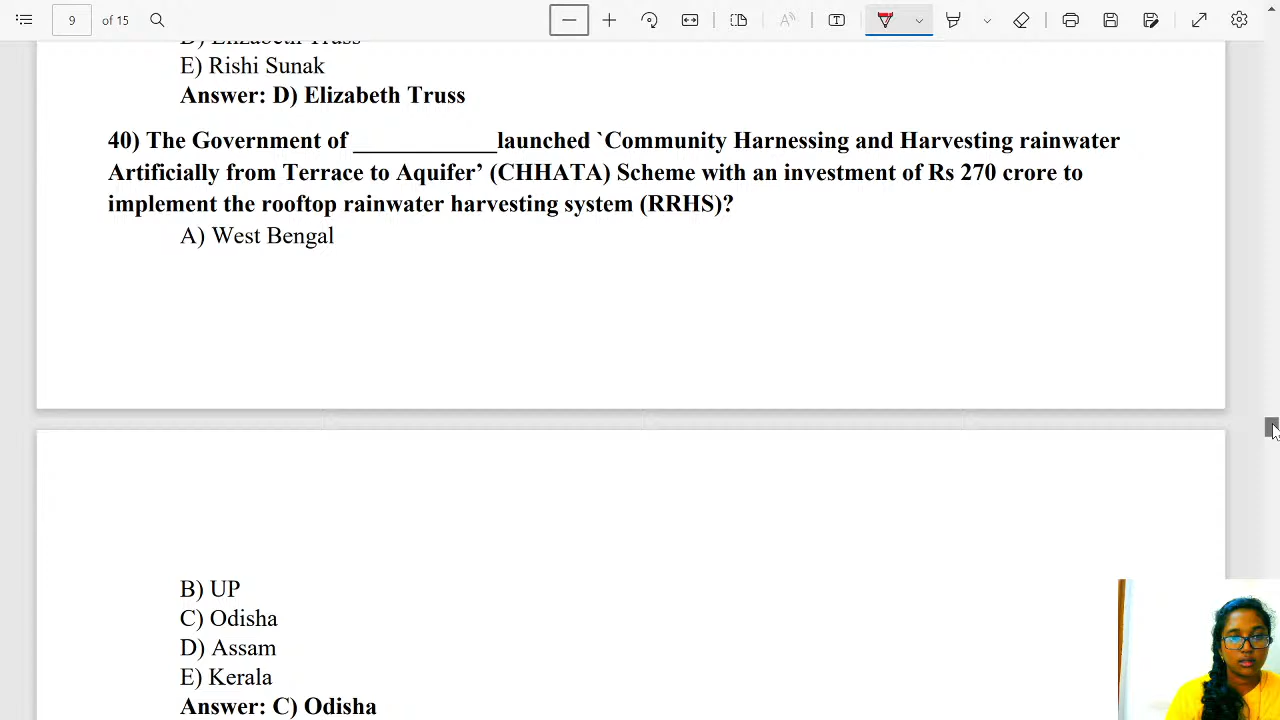 9 of 15
D) Elizabeth Truss
E) Rishi Sunak
Answer: D) Elizabeth Truss
40) The Government of ____________launched `Community Harnessing and Harvesting rainwater
Artificially from Terrace to Aquifer’ (CHHATA) Scheme with an investment of Rs 270 crore to
implement the rooftop rainwater harvesting system (RRHS)?
A) West Bengal
B) UP
C) Odisha
D) Assam
E) Kerala
Answer: C) Odisha